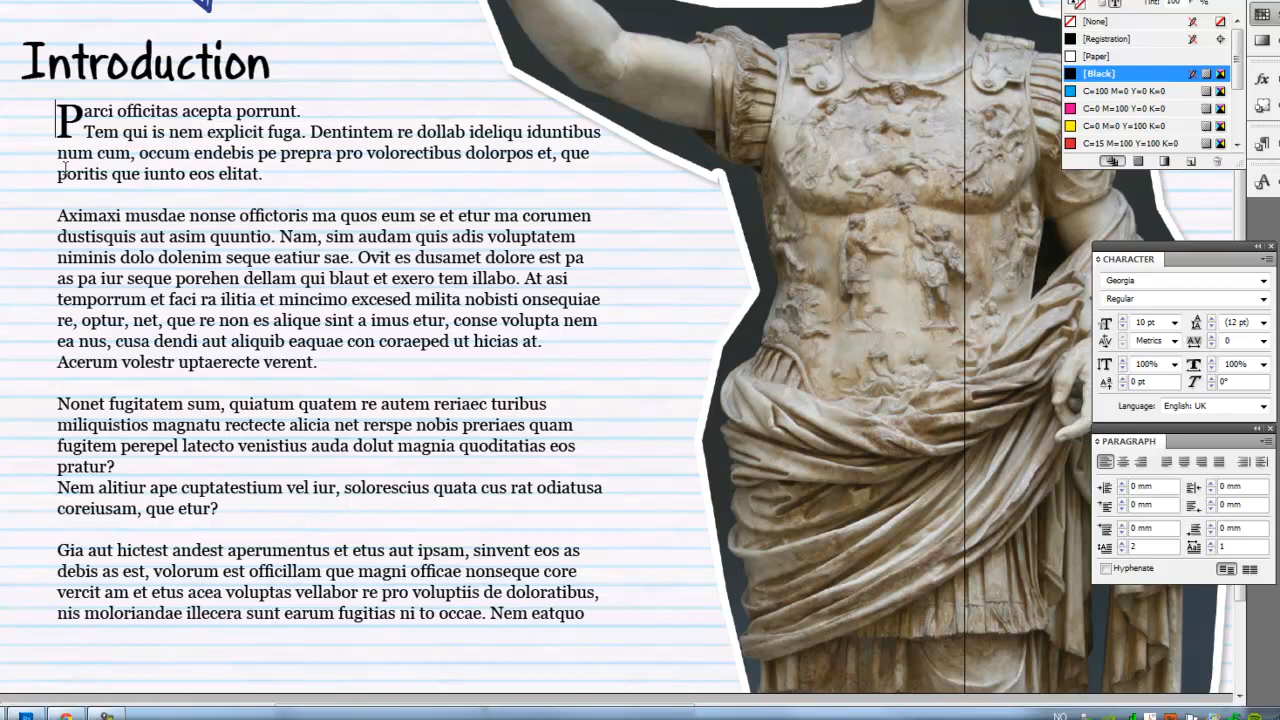 Introduction
Parci officitas acepta porrunt.
Tem qui is nem explicit fuga. Dentintem re dollab ideliqu iduntibus
num cum, occum endebis pe prepra pro volorectibus dolorpos et, que
poritis que iunto eos elitat.
Aximaxi musdae nonse offictoris ma quos eum se et etur ma corumen
dustisquis aut asim quuntio. Nam, sim audam quis adis voluptatem
niminis dolo dolenim seque eatiur sae. Ovit es dusamet dolore est pa
as pa iur seque porehen dellam qui blaut et exero tem illabo. At asi
temporrum et faci ra ilitia et mincimo excesed milita nobisti onsequiae
re, optur, net, que re non es alique sint a imusetur, conse volupta nem
ea nus, cusa dendi aut aliquib eaquae con coraeped ut hicias at.
Acerum volestr uptaerecte verent.
Nonet fugitatem sum, quiatum quatem re autem reriaec turibus
miliquistios magnatu rectecte alicia net rerspe nobis preriaes quam
fugitem perepel latecto venistius auda dolut magnia quoditatias eos
pratur?
Nem alitiur ape cuptatestium vel iur, solorescius quata cus rat odiatusa
coreiusam, que etur?
Gia aut hictest andest aperumentus et etus aut ipsam, sinvent eos as
debis as est, volorum est officillam que magni officae nonseque core
vercit am et etus acea voluptas vellabor re pro voluptiis de doloratibus,
nis moloriandae illecera sunt earum fugitias ni to occae. Nem eatquo
Tint: 100 %
[None]
[Registration]
[Paper]
[Black]
C=100 M=0 Y=0 K=0
C=0 M=100 Y=0 K=0
C=0 M=0 Y=100 K=0
C=15 M=100 Y=100 K=0
CHARACTER
Georgia
Regular
10 pt (12 pt)
Metrics 0
100% 100%
0 pt 0°
Language: English: UK
PARAGRAPH
0 mm 0 mm
0 mm 0 mm
0 mm 0 mm
2 1
Hyphenate
NO